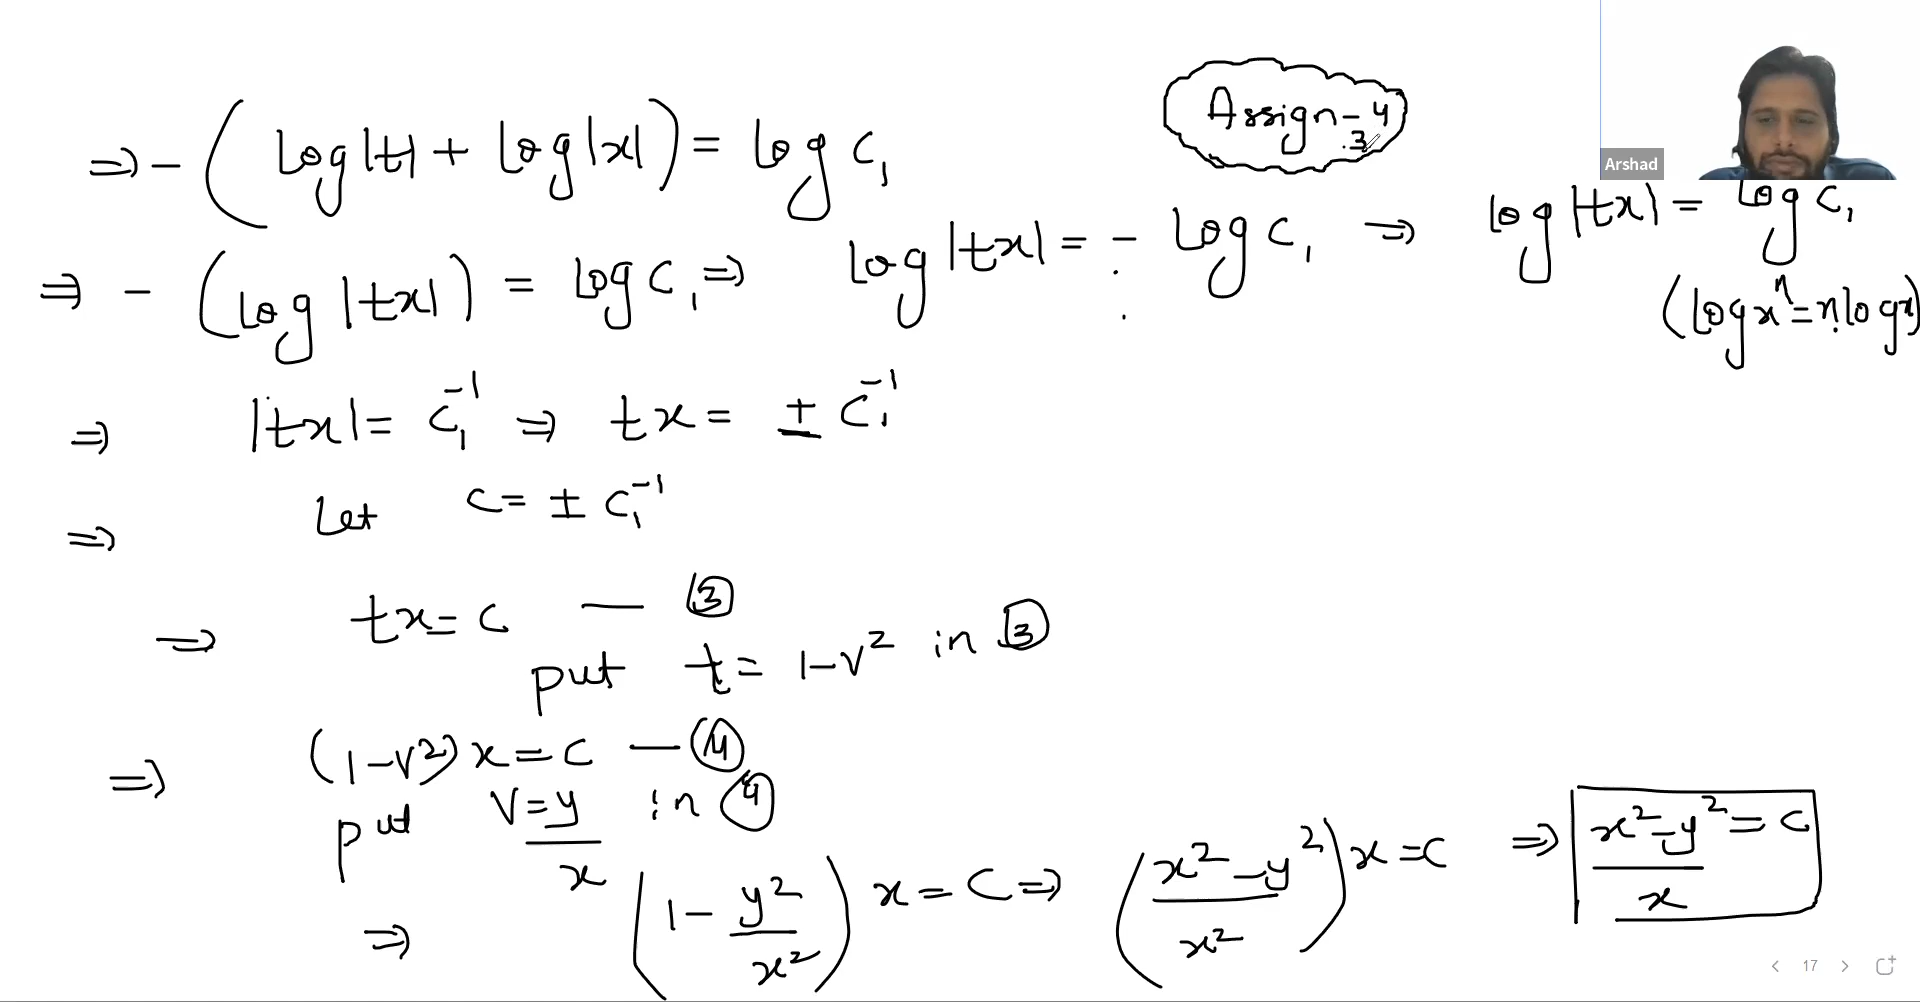 Assign-4
.3
Arshad
⇒ - (log|t| + log|x|) = log c₁
⇒ - (log|tx|) = log c₁ ⇒ log|tx| = - log c₁ ⇒ log|tx| = log c₁
(log xⁿ = n log x)
⇒ |tx| = c₁⁻¹ ⇒ tx = ± c₁⁻¹
⇒ Let c = ± c₁⁻¹
⇒ tx = c — ③
put t = 1-v² in ③
⇒ (1-v²) x = c — ④
put v = y/x in ④
⇒ (1 - y²/x²) x = c ⇒ ((x²-y²)/x²) x = c ⇒ (x²-y²)/x = c
17